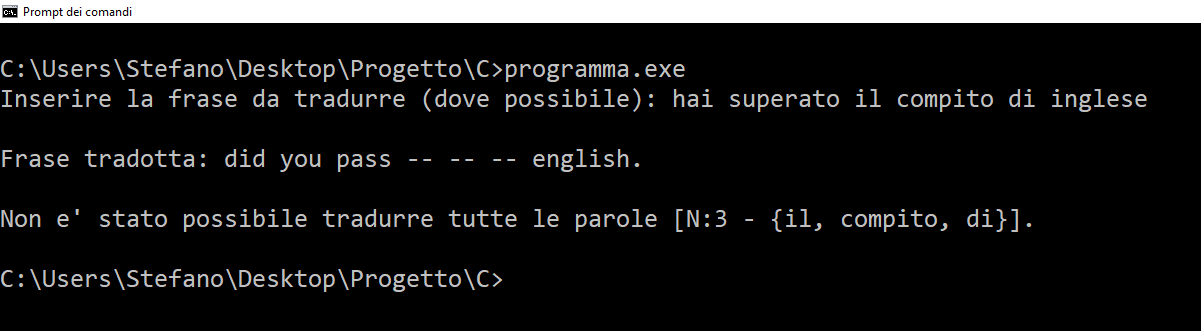 Prompt dei comandi
C:\Users\Stefano\Desktop\Progetto\C>programma.exe
Inserire la frase da tradurre (dove possibile): hai superato il compito di inglese
Frase tradotta: did you pass -- -- -- english.
Non e' stato possibile tradurre tutte le parole [N:3 - {il, compito, di}].
C:\Users\Stefano\Desktop\Progetto\C>